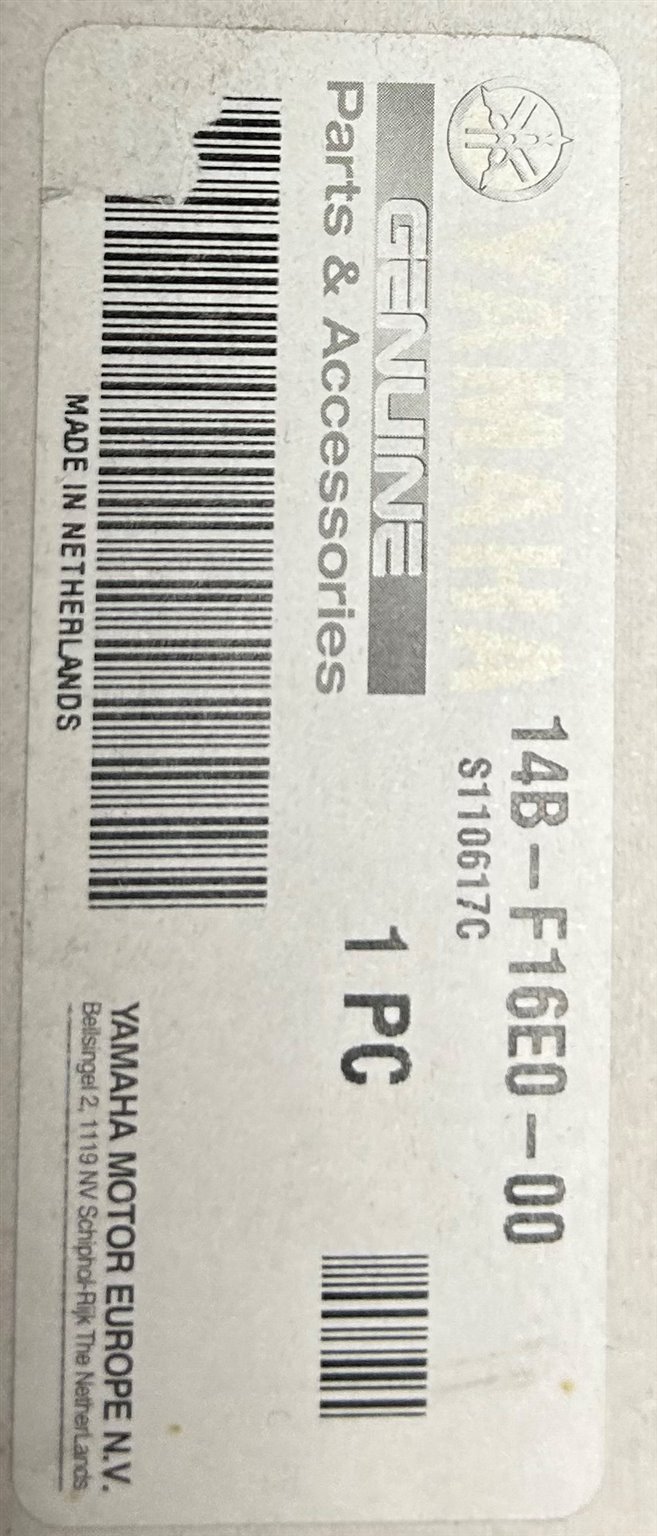 YAMAHA
14B-F16E0-00
S110617C
GENUINE
Parts & Accessories
1 PC
MADE IN NETHERLANDS
YAMAHA MOTOR EUROPE N.V.
Bellsingel 2, 1119 NV Schiphol-Rijk The NetherLands